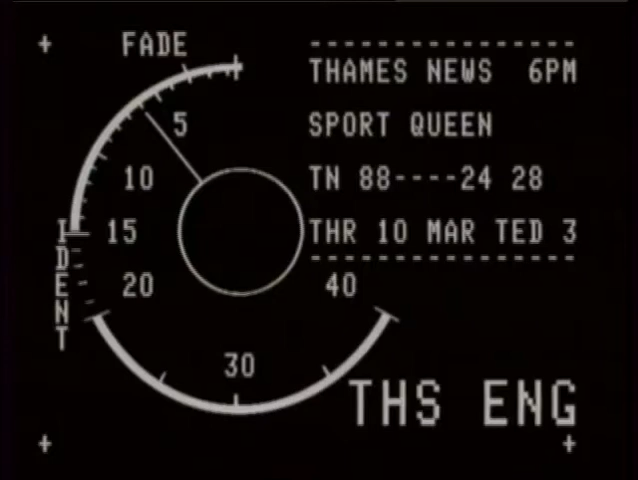 FADE
THAMES NEWS 6PM
5
SPORT QUEEN
10
TN 88----24 28
15
THR 10 MAR TED 3
IDENT
20
40
30
THS ENG